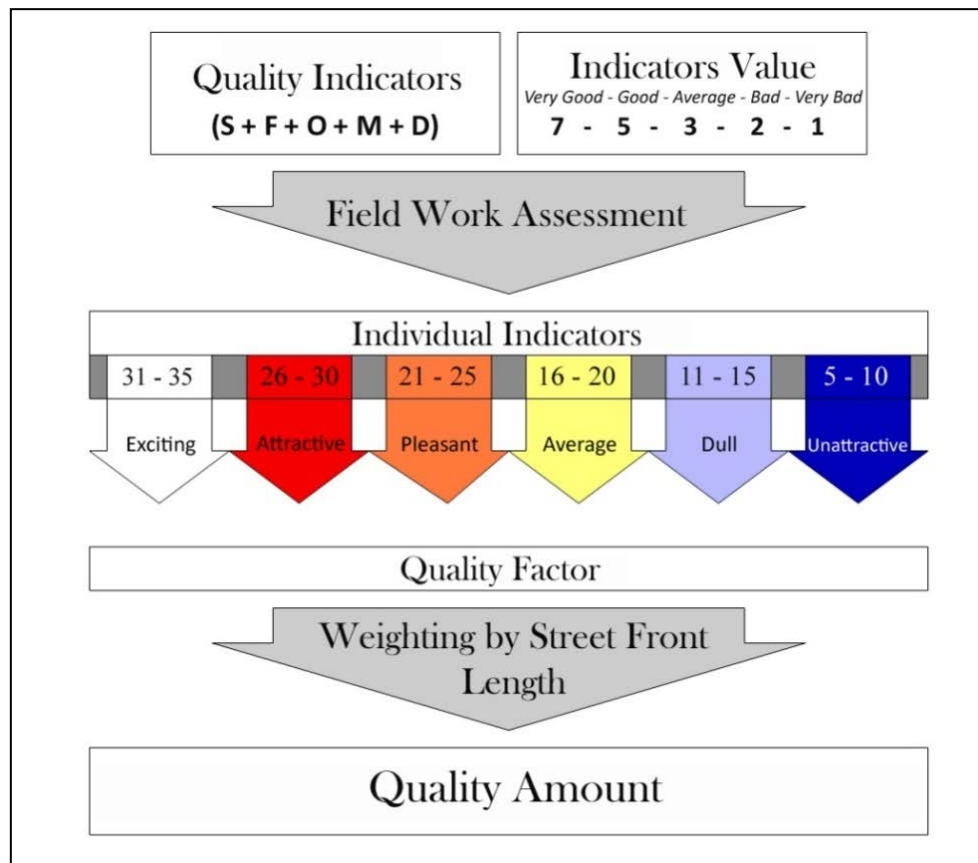 Quality Indicators
(S + F + O + M + D)
Indicators Value
Very Good - Good - Average - Bad - Very Bad
7 - 5 - 3 - 2 - 1
Field Work Assessment
Individual Indicators
31 - 35
26 - 30
21 - 25
16 - 20
11 - 15
5 - 10
Exciting
Attractive
Pleasant
Average
Dull
Unattractive
Quality Factor
Weighting by Street Front
Length
Quality Amount